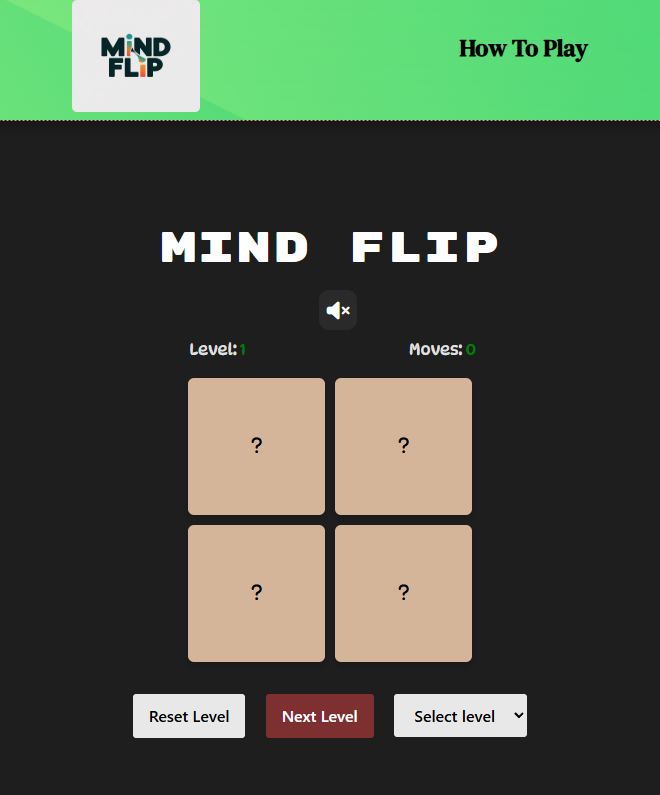 MiND
FLiP
How To Play
MIND FLIP
Level: 1 Moves: 0
? ?
? ?
Reset Level Next Level Select level